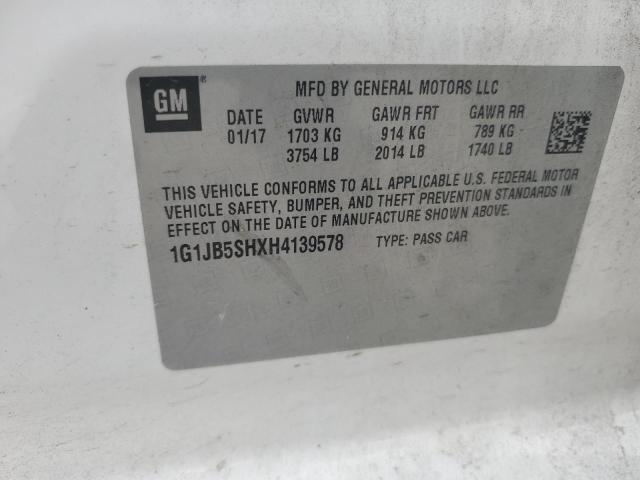 GM ®
MFD BY GENERAL MOTORS LLC
DATE GVWR GAWR FRT GAWR RR
01/17 1703 KG 914 KG 789 KG
3754 LB 2014 LB 1740 LB
THIS VEHICLE CONFORMS TO ALL APPLICABLE U.S. FEDERAL MOTOR
VEHICLE SAFETY, BUMPER, AND THEFT PREVENTION STANDARDS IN
EFFECT ON THE DATE OF MANUFACTURE SHOWN ABOVE.
1G1JB5SHXH4139578 TYPE: PASS CAR